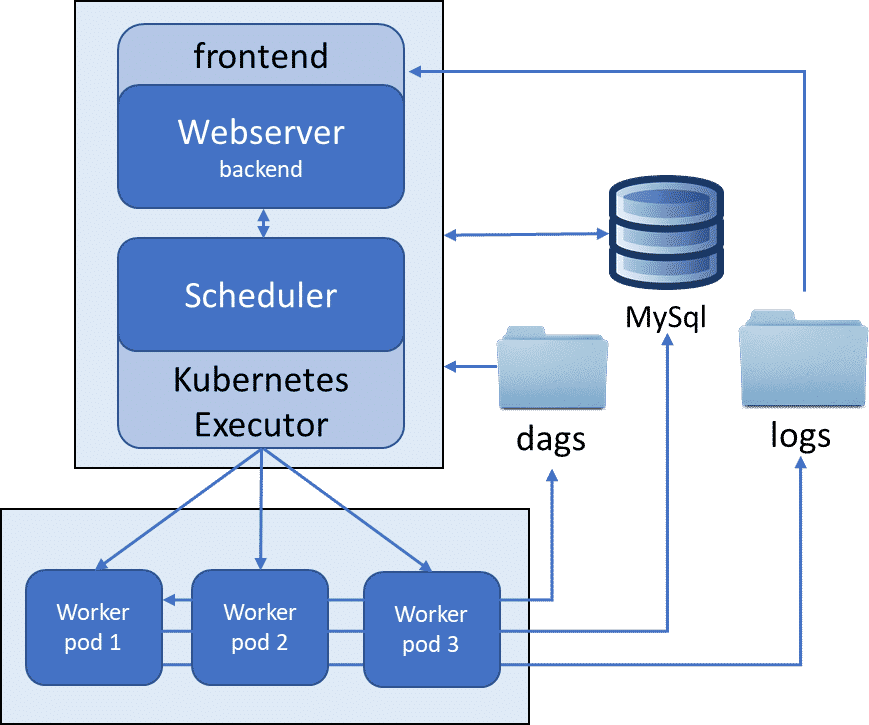 frontend
Webserver
backend
Scheduler
Kubernetes
Executor
MySql
dags
logs
Worker
pod 1
Worker
pod 2
Worker
pod 3